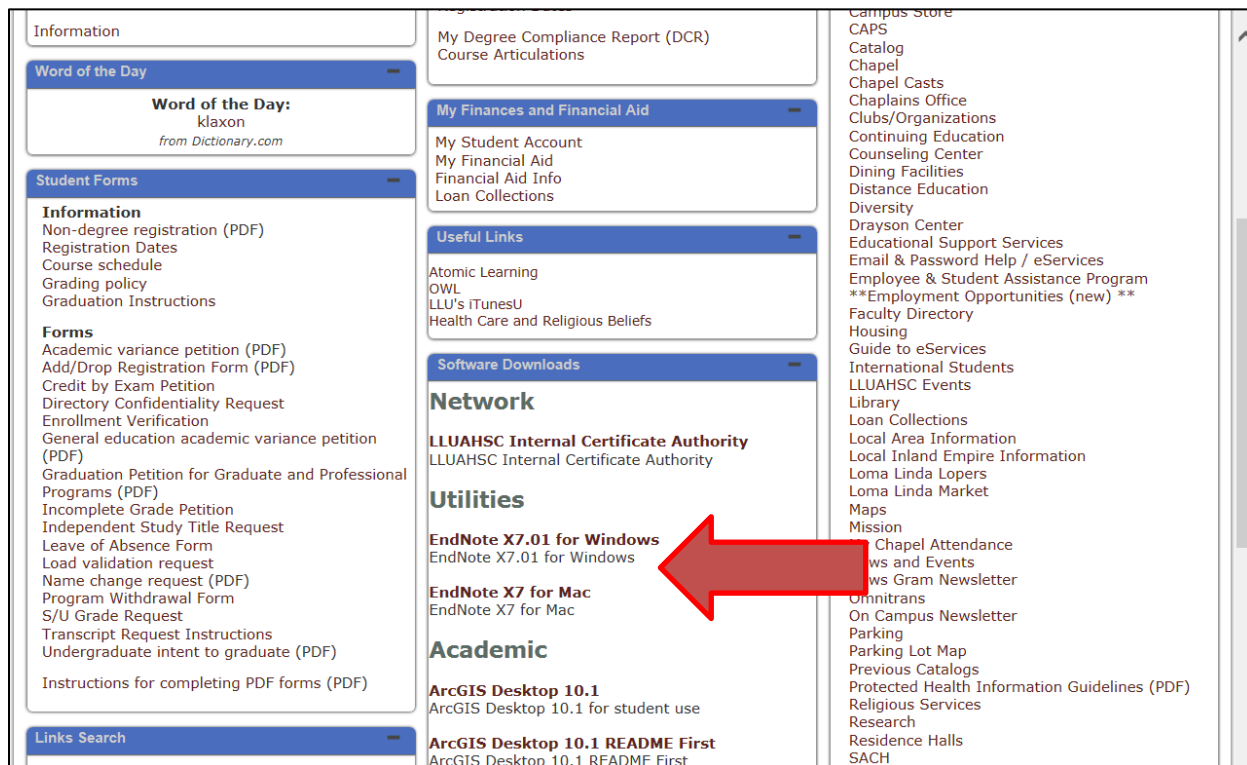 Information
Word of the Day
Word of the Day:
klaxon
from Dictionary.com
Student Forms
Information
Non-degree registration (PDF)
Registration Dates
Course schedule
Grading policy
Graduation Instructions
Forms
Academic variance petition (PDF)
Add/Drop Registration Form (PDF)
Credit by Exam Petition
Directory Confidentiality Request
Enrollment Verification
General education academic variance petition
(PDF)
Graduation Petition for Graduate and Professional
Programs (PDF)
Incomplete Grade Petition
Independent Study Title Request
Leave of Absence Form
Load validation request
Name change request (PDF)
Program Withdrawal Form
S/U Grade Request
Transcript Request Instructions
Undergraduate intent to graduate (PDF)
Instructions for completing PDF forms (PDF)
Links Search
Registration Dates
My Degree Compliance Report (DCR)
Course Articulations
My Finances and Financial Aid
My Student Account
My Financial Aid
Financial Aid Info
Loan Collections
Useful Links
Atomic Learning
OWL
LLU's iTunesU
Health Care and Religious Beliefs
Software Downloads
Network
LLUAHSC Internal Certificate Authority
LLUAHSC Internal Certificate Authority
Utilities
EndNote X7.01 for Windows
EndNote X7.01 for Windows
EndNote X7 for Mac
EndNote X7 for Mac
Academic
ArcGIS Desktop 10.1
ArcGIS Desktop 10.1 for student use
ArcGIS Desktop 10.1 README First
ArcGIS Desktop 10.1 README First
Campus Store
CAPS
Catalog
Chapel
Chapel Casts
Chaplains Office
Clubs/Organizations
Continuing Education
Counseling Center
Dining Facilities
Distance Education
Diversity
Drayson Center
Educational Support Services
Email & Password Help / eServices
Employee & Student Assistance Program
**Employment Opportunities (new) **
Faculty Directory
Housing
Guide to eServices
International Students
LLUAHSC Events
Library
Loan Collections
Local Area Information
Local Inland Empire Information
Loma Linda Lopers
Loma Linda Market
Maps
Mission
Chapel Attendance
and Events
Gram Newsletter
Omnitrans
On Campus Newsletter
Parking
Parking Lot Map
Previous Catalogs
Protected Health Information Guidelines (PDF)
Religious Services
Research
Residence Halls
SACH